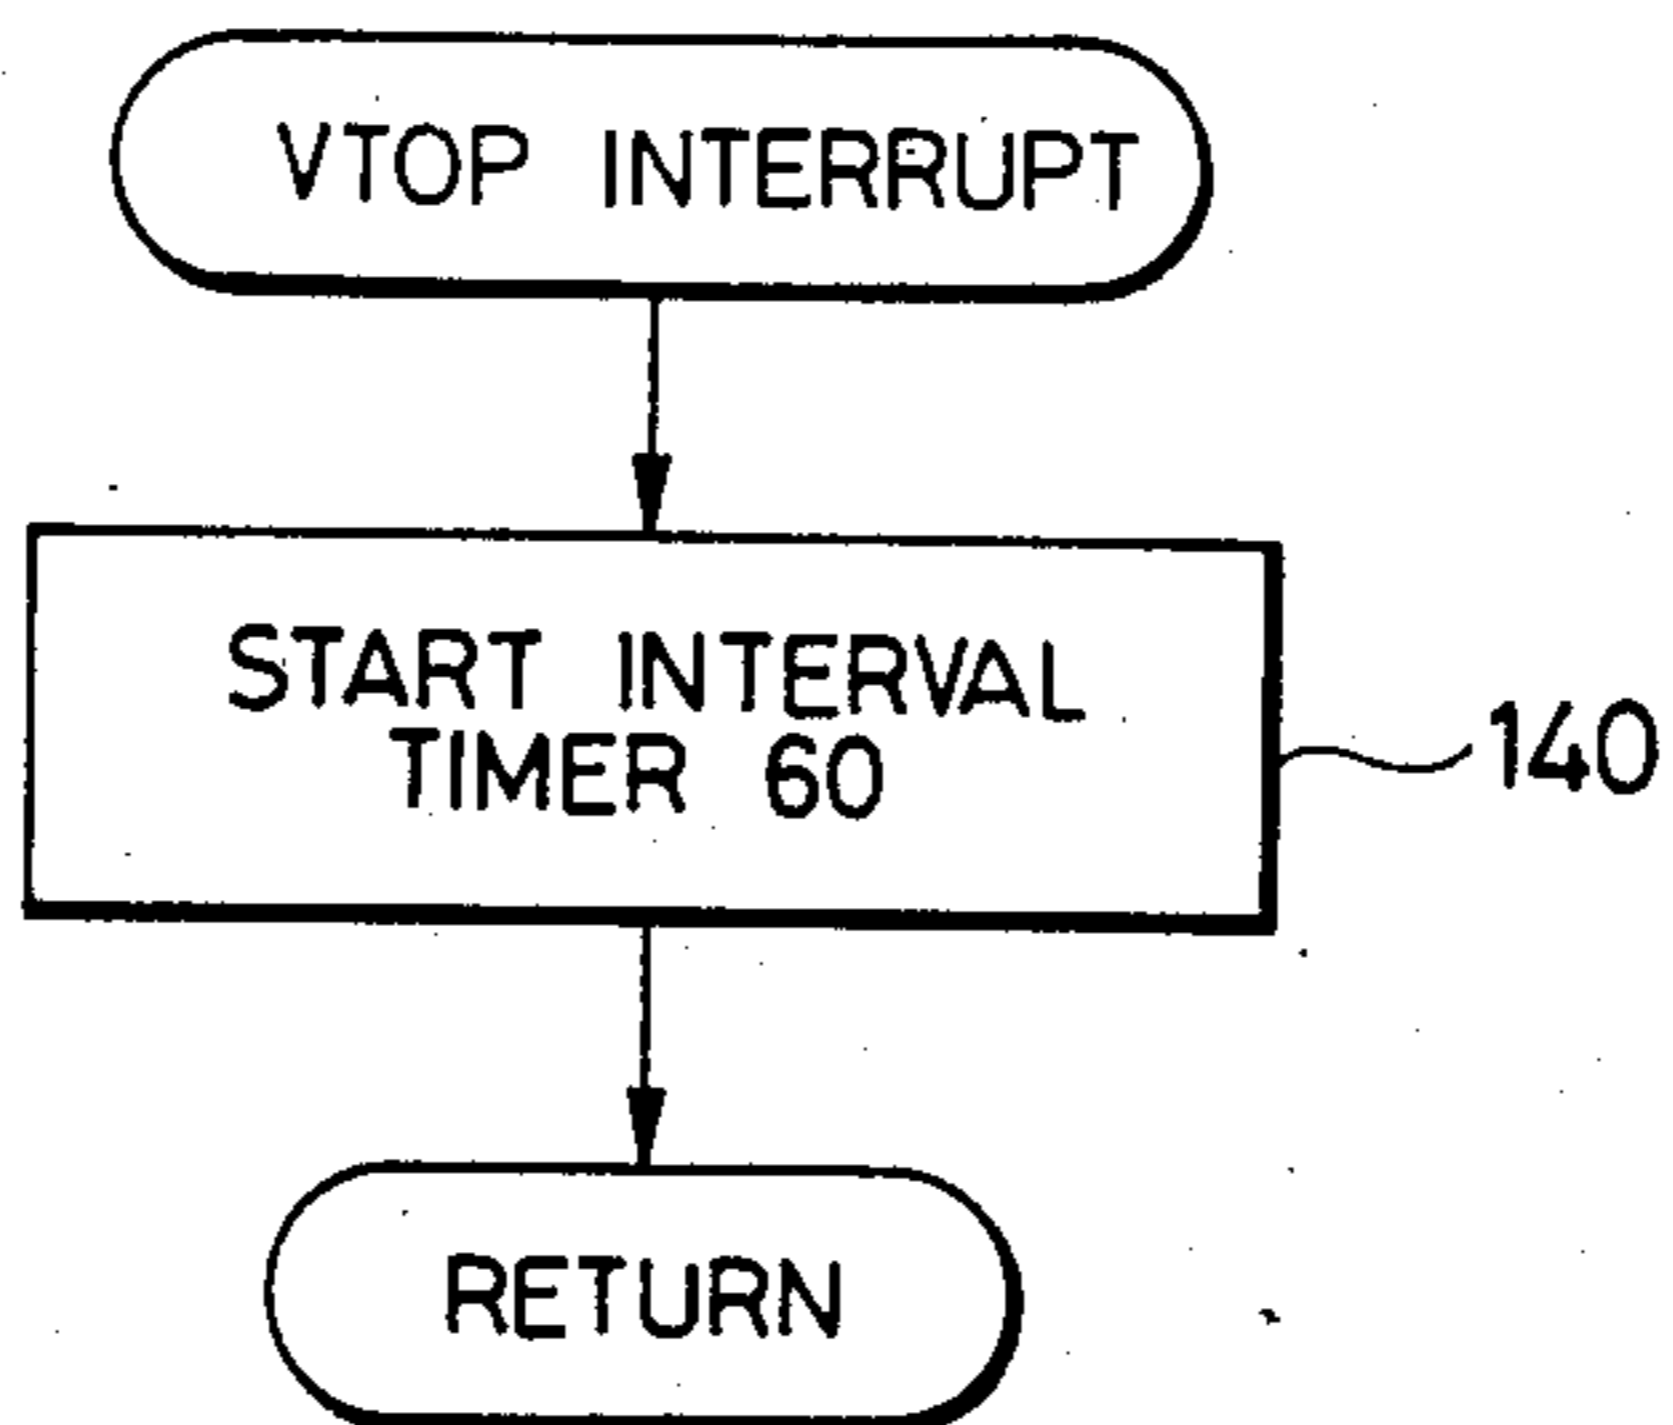 VTOP INTERRUPT
START INTERVAL
TIMER 60
140
RETURN